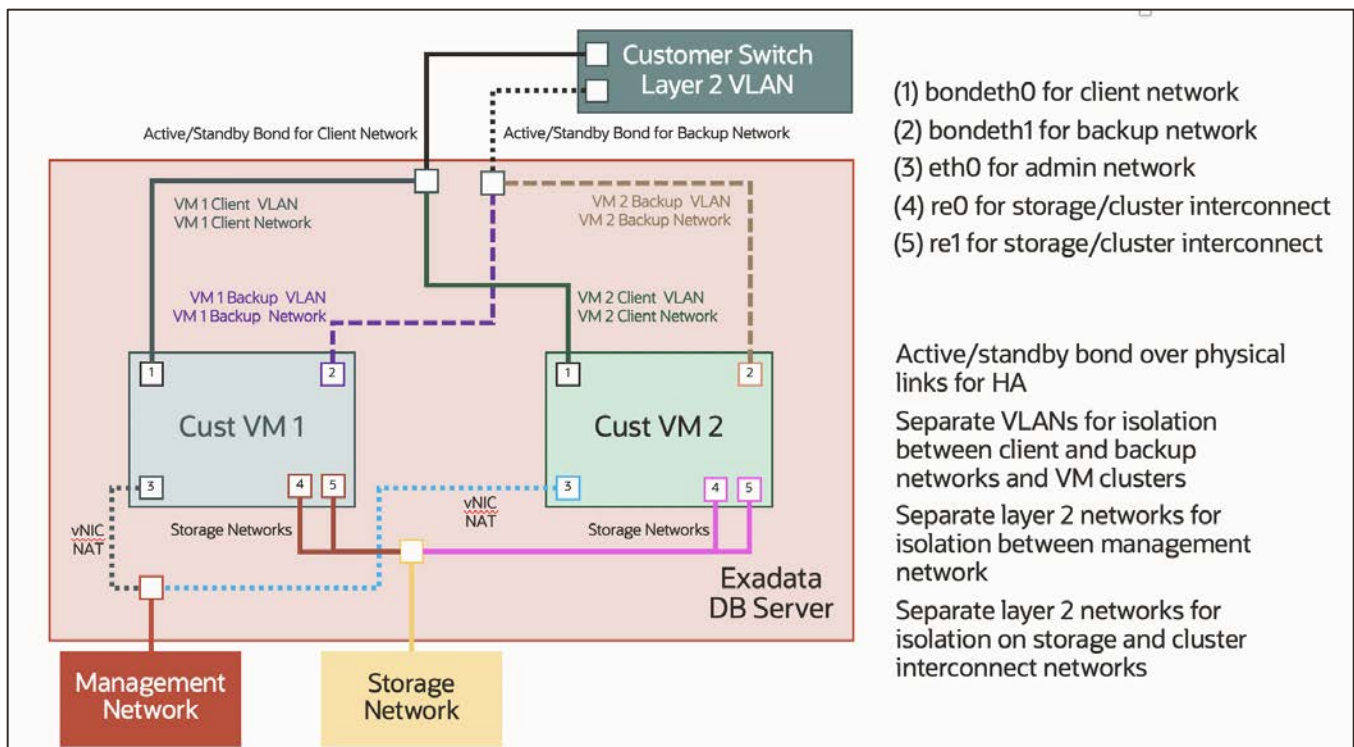 Customer Switch
Layer 2 VLAN
Active/Standby Bond for Client Network
Active/Standby Bond for Backup Network
VM 1 Client VLAN
VM 1 Client Network
VM 2 Backup VLAN
VM 2 Backup Network
VM 1 Backup VLAN
VM 1 Backup Network
VM 2 Client VLAN
VM 2 Client Network
1
2
1
2
Cust VM 1
Cust VM 2
3
4
5
3
4
5
vNIC
NAT
Storage Networks
vNIC
NAT
Storage Networks
Exadata
DB Server
Management
Network
Storage
Network
(1) bondeth0 for client network
(2) bondeth1 for backup network
(3) eth0 for admin network
(4) re0 for storage/cluster interconnect
(5) re1 for storage/cluster interconnect
Active/standby bond over physical
links for HA
Separate VLANs for isolation
between client and backup
networks and VM clusters
Separate layer 2 networks for
isolation between management
network
Separate layer 2 networks for
isolation on storage and cluster
interconnect networks